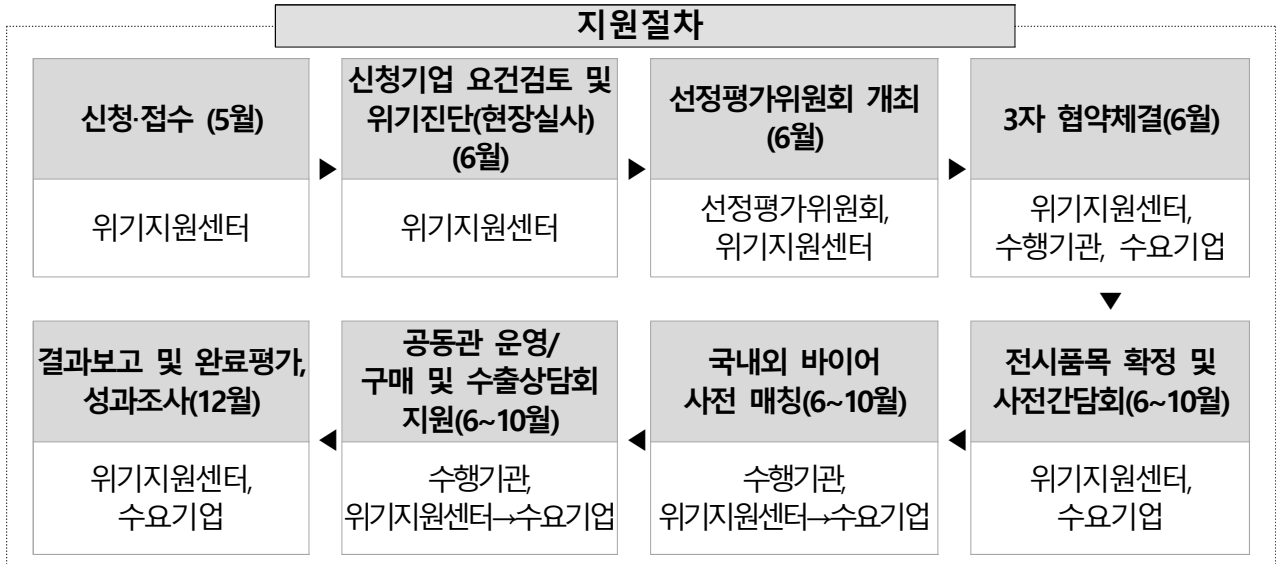 지원절차
신청·접수 (5월)
위기지원센터
▶
신청기업 요건검토 및
위기진단(현장실사)
(6월)
위기지원센터
▶
선정평가위원회 개최
(6월)
선정평가위원회,
위기지원센터
▶
3자 협약체결(6월)
위기지원센터,
수행기관, 수요기업
▼
전시품목 확정 및
사전간담회(6~10월)
위기지원센터,
수요기업
◀
국내외 바이어
사전 매칭(6~10월)
수행기관,
위기지원센터→수요기업
◀
공동관 운영/
구매 및 수출상담회
지원(6~10월)
수행기관,
위기지원센터→수요기업
◀
결과보고 및 완료평가,
성과조사(12월)
위기지원센터,
수요기업